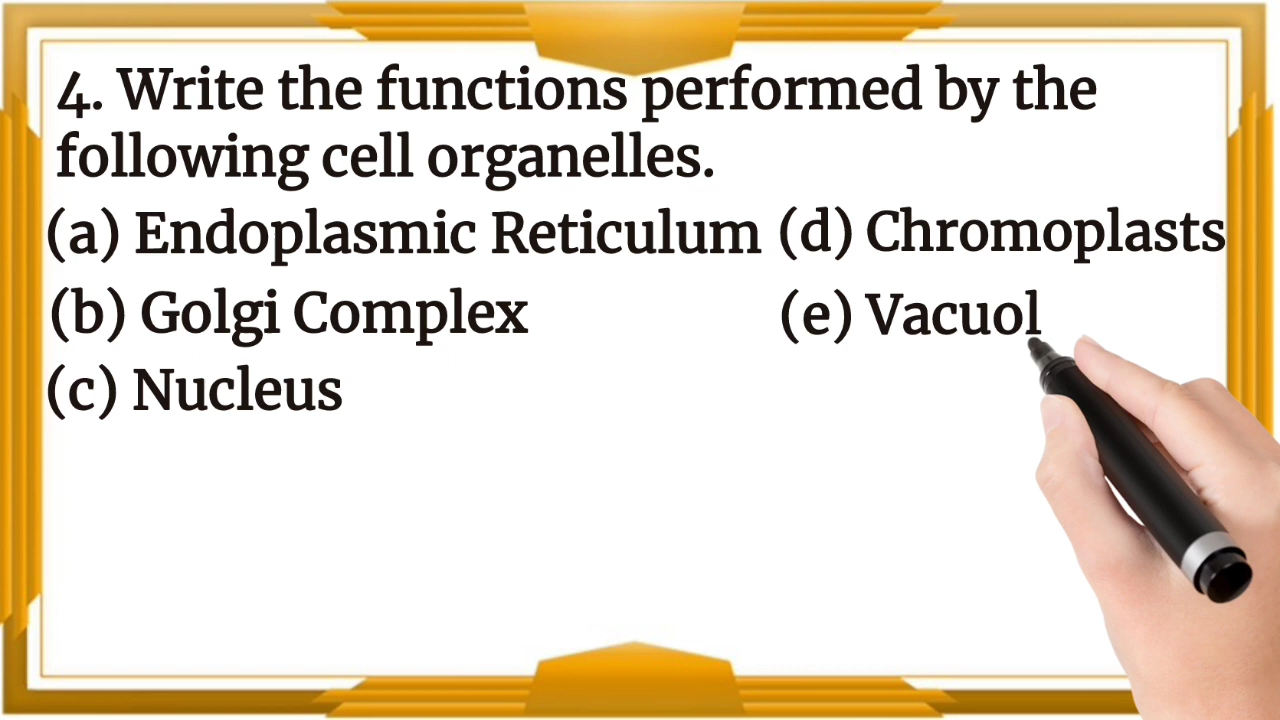 4. Write the functions performed by the
following cell organelles.
(a) Endoplasmic Reticulum (d) Chromoplasts
(b) Golgi Complex (e) Vacuol
(c) Nucleus